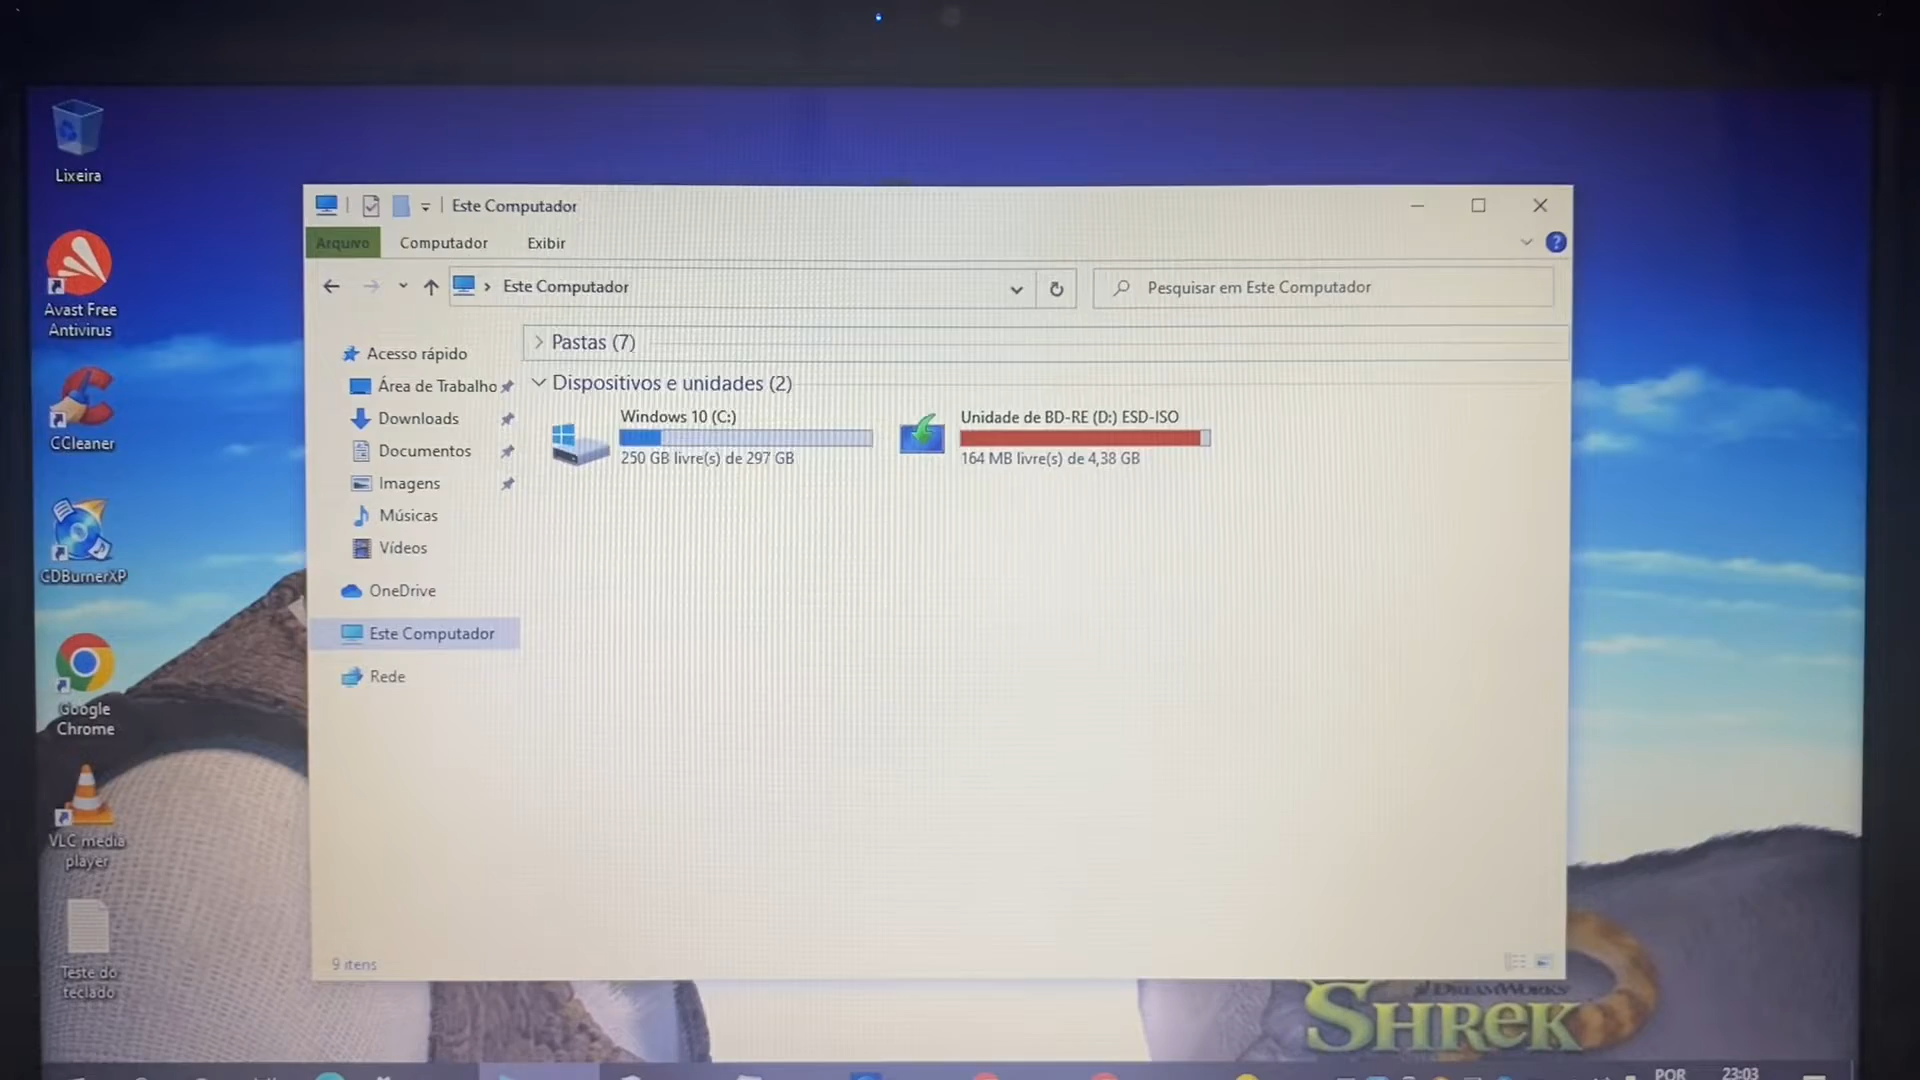 Lixeira
Avast Free
Antivirus
CCleaner
CDBurnerXP
Google
Chrome
VLC media
player
Teste do
teclado
Este Computador
Arquivo
Computador
Exibir
?
Este Computador
Pesquisar em Este Computador
Acesso rápido
Área de Trabalho
Downloads
Documentos
Imagens
Músicas
Vídeos
OneDrive
Este Computador
Rede
Pastas (7)
Dispositivos e unidades (2)
Windows 10 (C:)
250 GB livre(s) de 297 GB
Unidade de BD-RE (D:) ESD-ISO
164 MB livre(s) de 4,38 GB
9 itens
DREAMWORKS
SHREK
POR
23:03